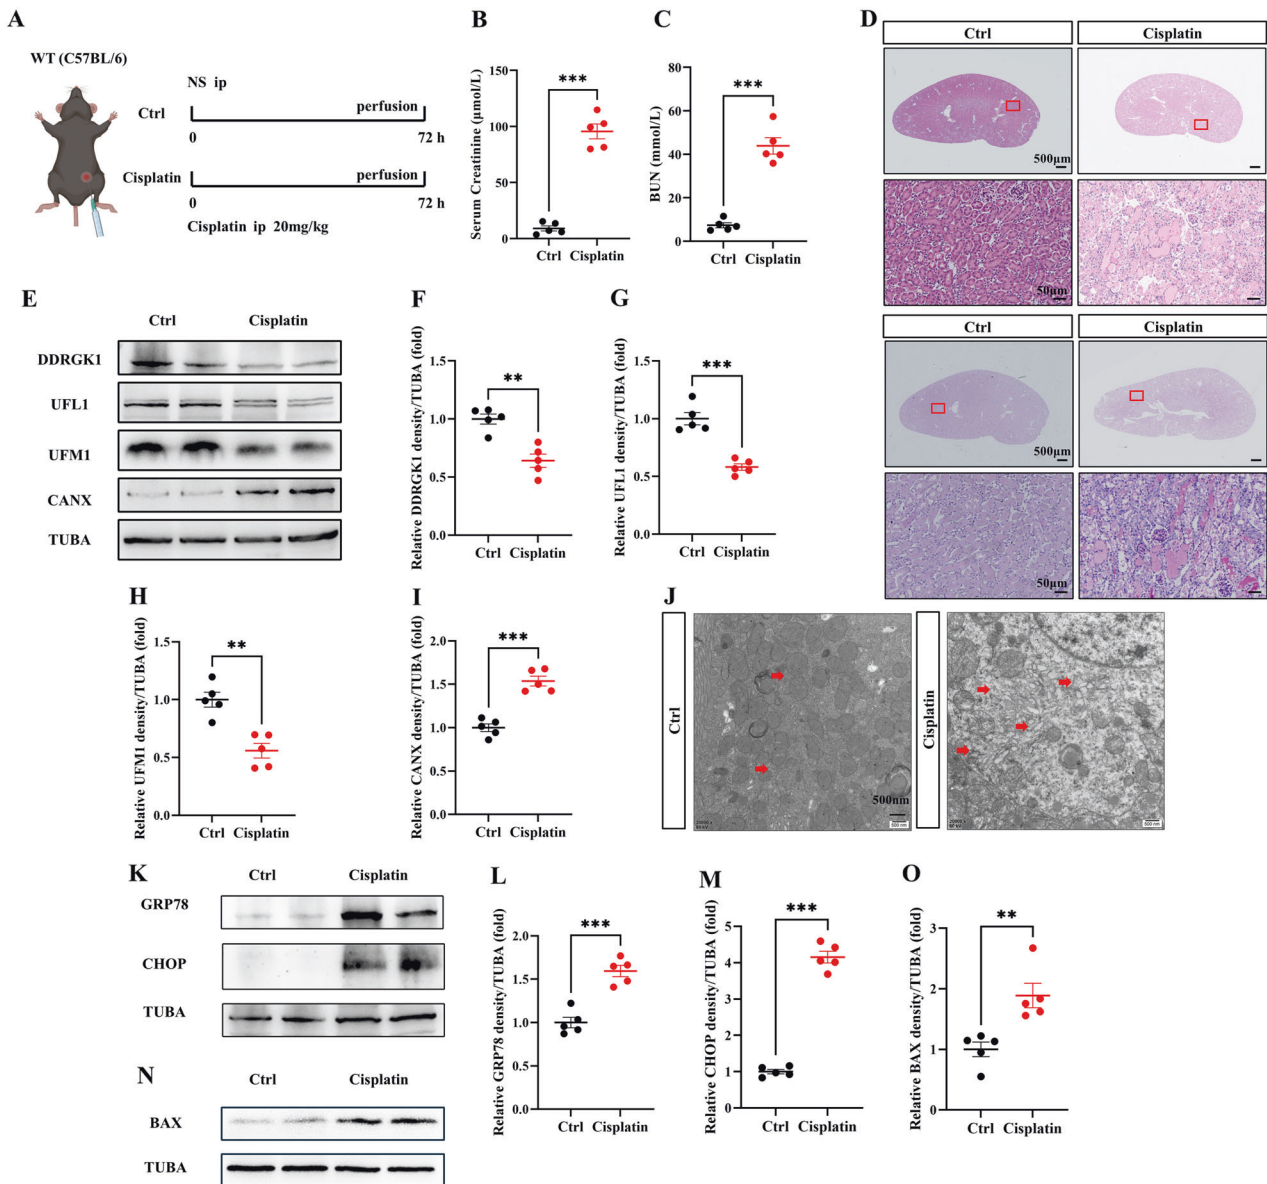 A
WT (C57BL/6)
NS ip
Ctrl
perfusion
0
72 h
Cisplatin
perfusion
0
72 h
Cisplatin ip 20mg/kg
B
Serum Creatinine (μmol/L)
150
100
50
0
***
Ctrl Cisplatin
C
BUN (mmol/L)
80
60
40
20
0
***
Ctrl Cisplatin
D
Ctrl Cisplatin
500μm
50μm
Ctrl Cisplatin
500μm
50μm
E
Ctrl Cisplatin
DDRGK1
UFL1
UFM1
CANX
TUBA
F
Relative DDRGK1 density/TUBA (fold)
1.5
1.0
0.5
0.0
**
Ctrl Cisplatin
G
Relative UFL1 density/TUBA (fold)
1.5
1.0
0.5
0.0
***
Ctrl Cisplatin
H
Relative UFM1 density/TUBA (fold)
1.5
1.0
0.5
0.0
**
Ctrl Cisplatin
I
Relative CANX density/TUBA (fold)
2.0
1.5
1.0
0.5
0.0
***
Ctrl Cisplatin
J
Ctrl
500nm
Cisplatin
500 nm
K
Ctrl Cisplatin
GRP78
CHOP
TUBA
L
Relative GRP78 density/TUBA (fold)
2.0
1.5
1.0
0.5
0.0
***
Ctrl Cisplatin
M
Relative CHOP density/TUBA (fold)
5
4
3
2
1
0
***
Ctrl Cisplatin
N
Ctrl Cisplatin
BAX
TUBA
O
Relative BAX density/TUBA (fold)
3
2
1
0
**
Ctrl Cisplatin